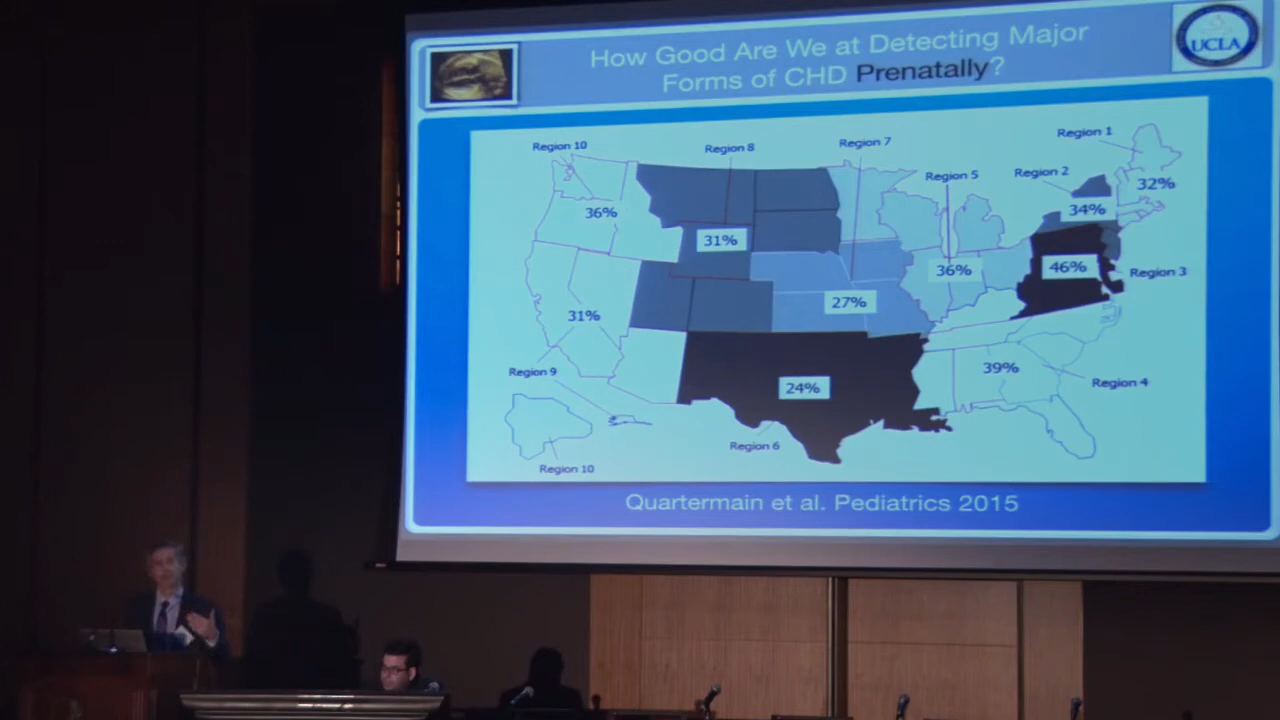 How Good Are We at Detecting Major
Forms of CHD Prenatally?
UCLA
Region 10
Region 8
Region 7
Region 1
Region 5
Region 2
32%
36%
34%
31%
36%
46%
Region 3
27%
31%
Region 9
39%
24%
Region 4
Region 6
Region 10
Quartermain et al. Pediatrics 2015